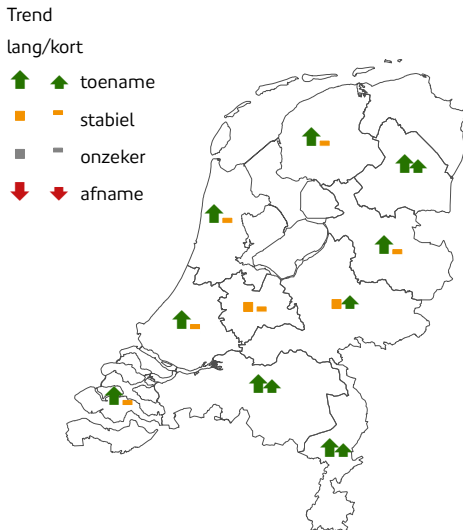 Trend
lang/kort
toename
stabiel
onzeker
afname